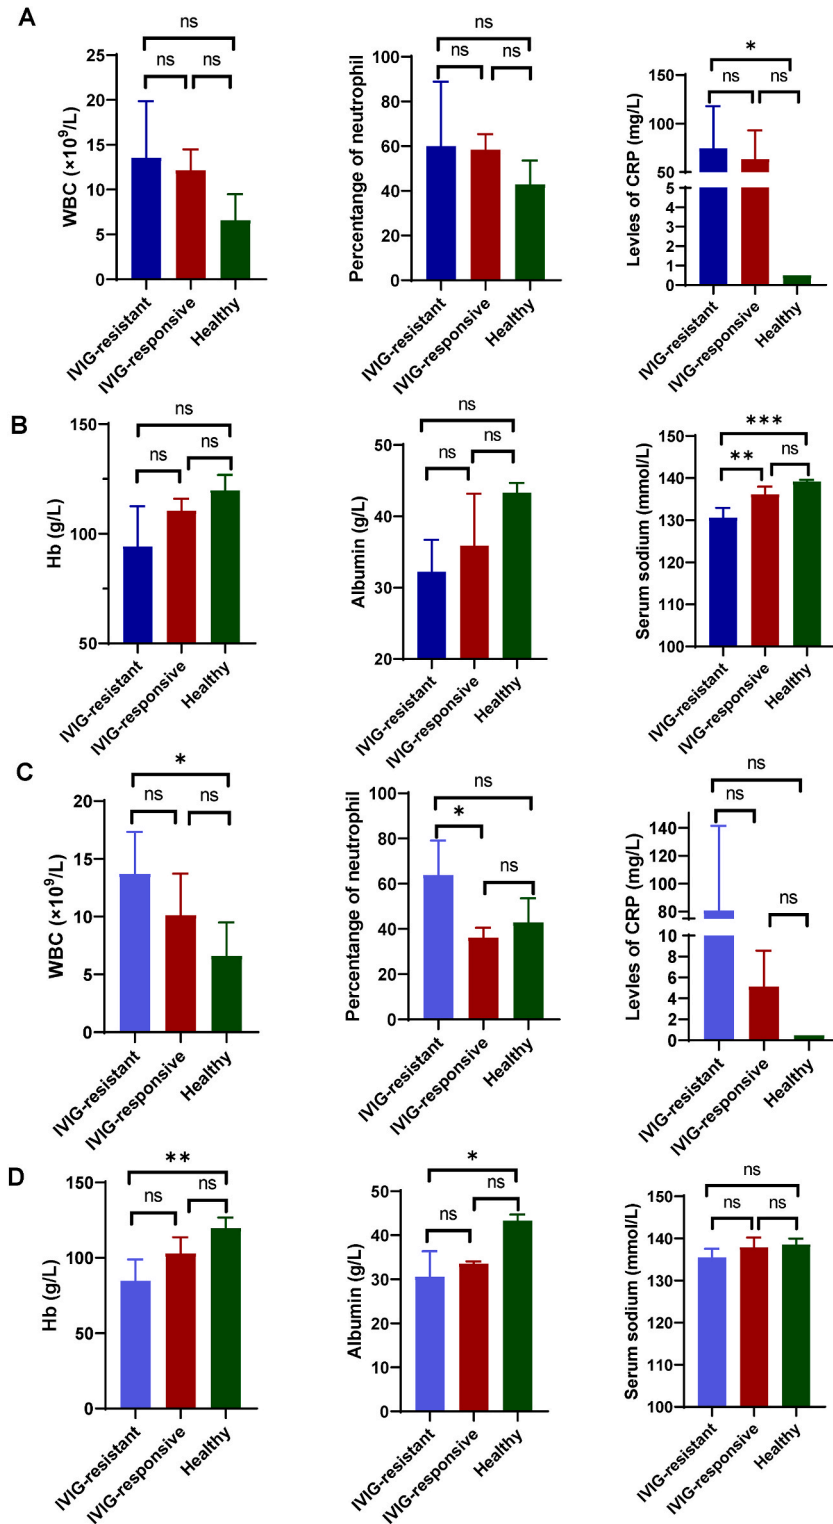 A
ns
ns
ns
WBC (×10⁹/L)
25
20
15
10
5
0
IVIG-resistant
IVIG-responsive
Healthy
ns
ns
ns
Percentange of neutrophil
100
80
60
40
20
0
IVIG-resistant
IVIG-responsive
Healthy
*
ns
ns
Levles of CRP (mg/L)
150
100
50
5
4
3
2
1
0
IVIG-resistant
IVIG-responsive
Healthy
B
ns
ns
ns
Hb (g/L)
150
100
50
IVIG-resistant
IVIG-responsive
Healthy
ns
ns
ns
Albumin (g/L)
50
40
30
20
IVIG-resistant
IVIG-responsive
Healthy
***
**
ns
Serum sodium (mmol/L)
150
140
130
120
110
100
IVIG-resistant
IVIG-responsive
Healthy
C
*
ns
ns
WBC (×10⁹/L)
20
15
10
5
0
IVIG-resistant
IVIG-responsive
Healthy
ns
*
ns
Percentange of neutrophil
100
80
60
40
20
0
IVIG-resistant
IVIG-responsive
Healthy
ns
ns
ns
Levles of CRP (mg/L)
140
120
100
80
10
8
6
4
2
0
IVIG-resistant
IVIG-responsive
Healthy
D
**
ns
ns
Hb (g/L)
150
100
50
0
IVIG-resistant
IVIG-responsive
Healthy
*
ns
ns
Albumin (g/L)
50
40
30
20
10
0
IVIG-resistant
IVIG-responsive
Healthy
ns
ns
ns
Serum sodium (mmol/L)
150
140
130
120
110
100
IVIG-resistant
IVIG-responsive
Healthy